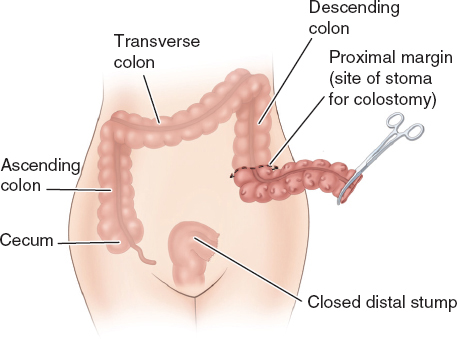 Descending
colon
Transverse
colon
Proximal margin
(site of stoma
for colostomy)
Ascending
colon
Cecum
Closed distal stump